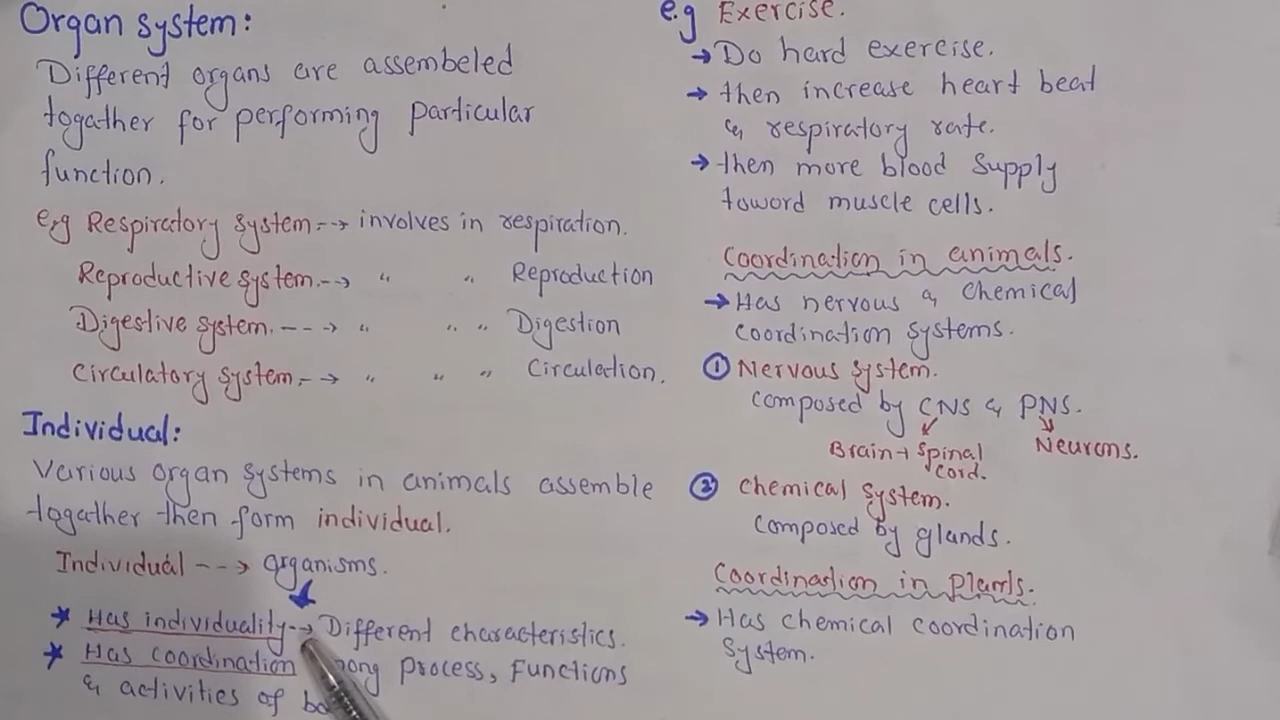 Organ system:
Different organs are assembeled
togather for performing particular
function.
e,g Respiratory system --> involves in respiration.
Reproductive system --> " " Reproduction
Digestive system. ---> " " " Digestion
Circulatory system, --> " " " Circulation.
Individual:
Various organ systems in animals assemble
togather then form individual.
Individual --> organisms.
* Has individuality --> Different characteristics.
* Has coordination process, Functions
& activities of
e.g Exercise.
→ Do hard exercise.
→ then increase heart beat
& respiratory rate.
→ then more blood supply
toword muscle cells.
Coordination in animals.
→ Has nervous & chemical
coordination systems.
① Nervous system.
composed by CNS & PNS.
Brain + spinal cord.
Neurons.
② chemical system.
composed by glands.
Coordination in plants.
→ Has chemical coordination
system.